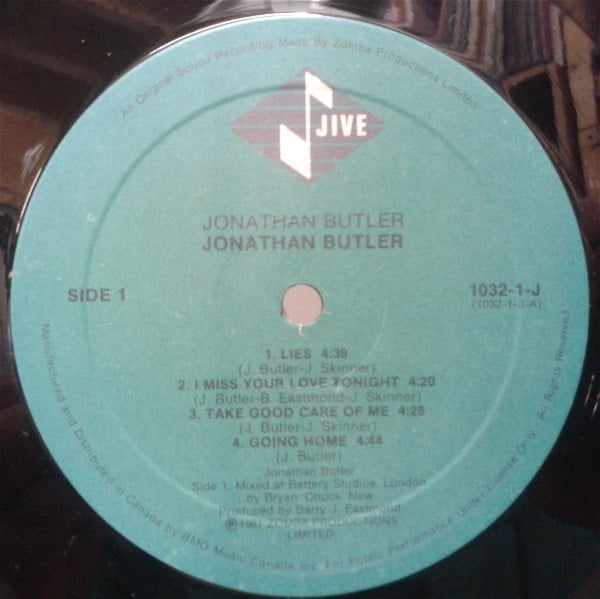 An Original Sound Recording Made By Zomba Productions Limited
JIVE
JONATHAN BUTLER
JONATHAN BUTLER
SIDE 1
1032-1-J
(1032-1-J-A)
1. LIES 4:39
(J. Butler-J. Skinner)
2. I MISS YOUR LOVE TONIGHT 4:20
(J. Butler-B. Eastmond-J. Skinner)
3. TAKE GOOD CARE OF ME 4:28
(J. Butler-J. Skinner)
4. GOING HOME 4:44
(J. Butler)
Jonathan Butler
Side 1, Mixed at Battery Studios, London
by Bryan 'Chuck' New,
Produced by Barry J. Eastmond
℗ 1987 ZOMBA PRODUCTIONS
LIMITED
Manufactured and Distributed in Canada by BMG Music Canada Inc. For Public Performance Under License Only - All Rights Reserved